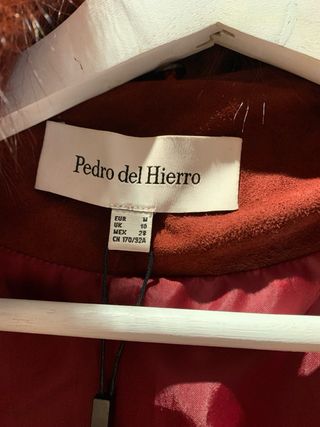 Pedro del Hierro
EUR M
UK 10
MEX 28
CN 170/92A